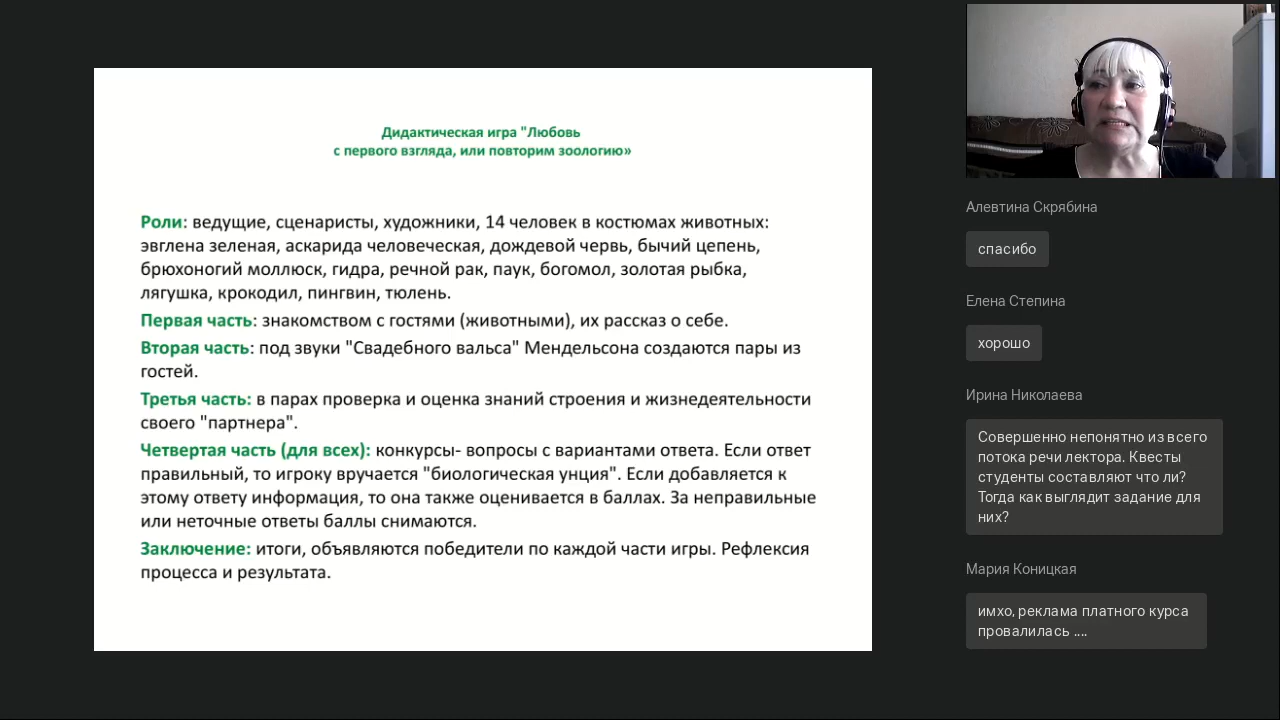 Дидактическая игра "Любовь
с первого взгляда, или повторим зоологию»
Роли: ведущие, сценаристы, художники, 14 человек в костюмах животных:
эвглена зеленая, аскарида человеческая, дождевой червь, бычий цепень,
брюхоногий моллюск, гидра, речной рак, паук, богомол, золотая рыбка,
лягушка, крокодил, пингвин, тюлень.
Первая часть: знакомством с гостями (животными), их рассказ о себе.
Вторая часть: под звуки "Свадебного вальса" Мендельсона создаются пары из
гостей.
Третья часть: в парах проверка и оценка знаний строения и жизнедеятельности
своего "партнера".
Четвертая часть (для всех): конкурсы- вопросы с вариантами ответа. Если ответ
правильный, то игроку вручается "биологическая унция". Если добавляется к
этому ответу информация, то она также оценивается в баллах. За неправильные
или неточные ответы баллы снимаются.
Заключение: итоги, объявляются победители по каждой части игры. Рефлексия
процесса и результата.
Алевтина Скрябина
спасибо
Елена Степина
хорошо
Ирина Николаева
Совершенно непонятно из всего
потока речи лектора. Квесты
студенты составляют что ли?
Тогда как выглядит задание для
них?
Мария Коницкая
имхо, реклама платного курса
провалилась ....